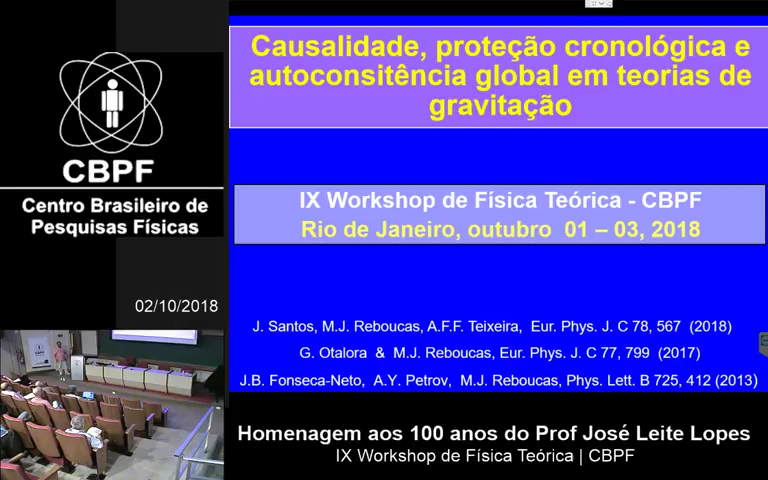 CBPF
Centro Brasileiro de
Pesquisas Físicas
02/10/2018
Causalidade, proteção cronológica e
autoconsitência global em teorias de
gravitação
IX Workshop de Física Teórica - CBPF
Rio de Janeiro, outubro 01 – 03, 2018
J. Santos, M.J. Reboucas, A.F.F. Teixeira, Eur. Phys. J. C 78, 567 (2018)
G. Otalora & M.J. Reboucas, Eur. Phys. J. C 77, 799 (2017)
J.B. Fonseca-Neto, A.Y. Petrov, M.J. Reboucas, Phys. Lett. B 725, 412 (2013)
Homenagem aos 100 anos do Prof José Leite Lopes
IX Workshop de Física Teórica | CBPF